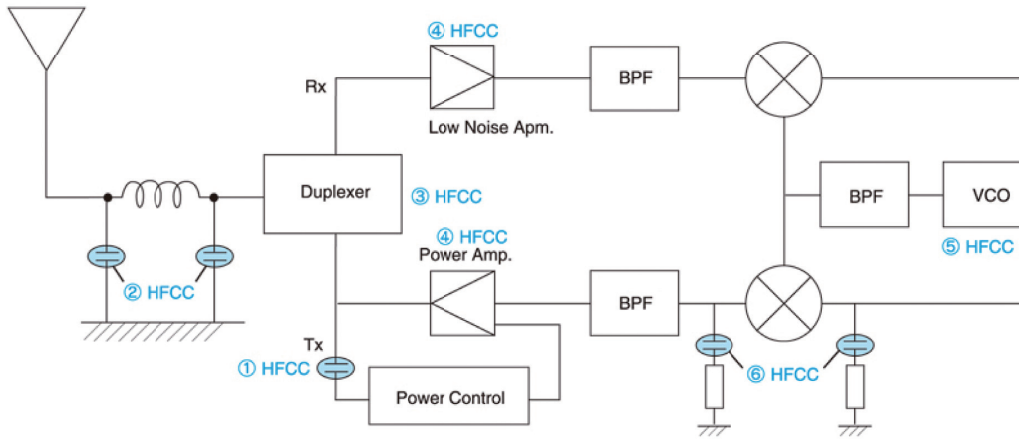 ④ HFCC
BPF
Rx
Low Noise Apm.
Duplexer
③ HFCC
BPF
VCO
④ HFCC
⑤ HFCC
Power Amp.
② HFCC
BPF
Tx
① HFCC
⑥ HFCC
Power Control